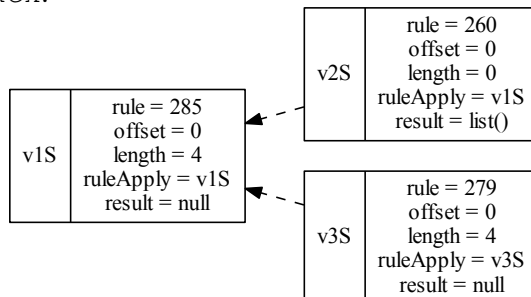 v1S
rule = 285
offset = 0
length = 4
ruleApply = v1S
result = null
v2S
rule = 260
offset = 0
length = 0
ruleApply = v1S
result = list()
v3S
rule = 279
offset = 0
length = 4
ruleApply = v3S
result = null